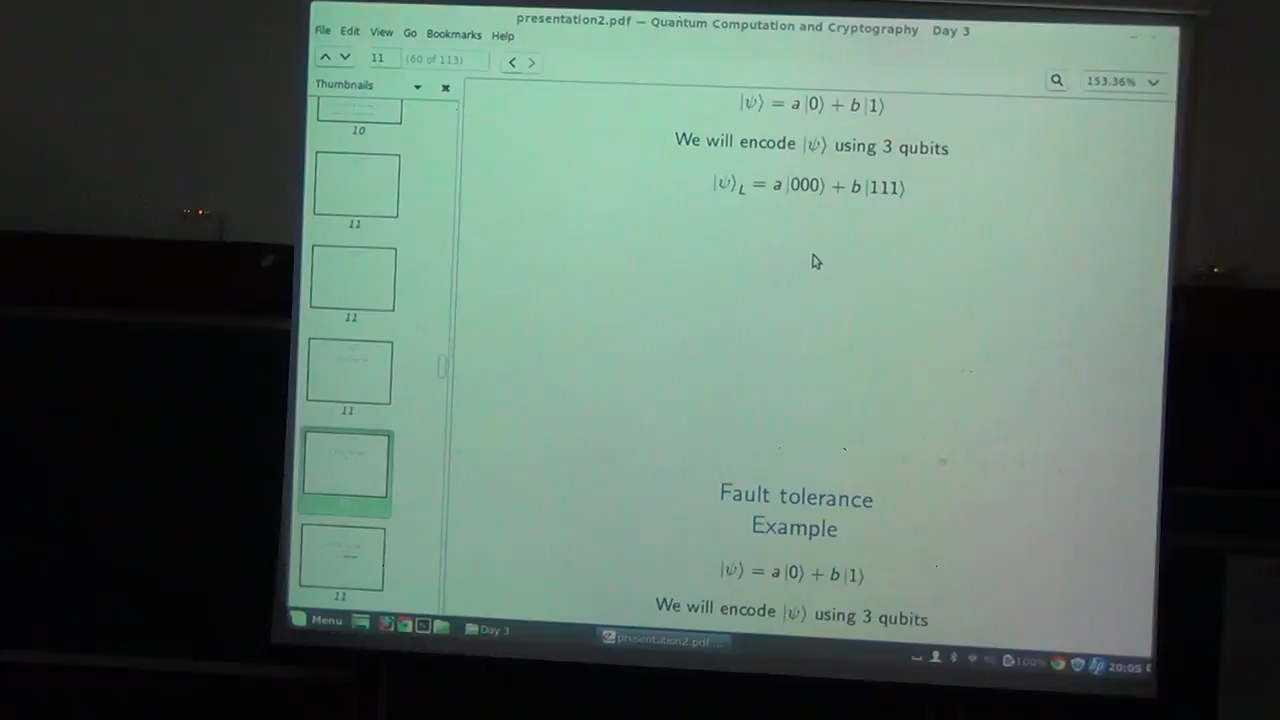 presentation2.pdf — Quantum Computation and Cryptography Day 3
File Edit View Go Bookmarks Help
11 (60 of 113)
153.36%
Thumbnails
10
11
11
11
11
|ψ⟩ = a |0⟩ + b |1⟩
We will encode |ψ⟩ using 3 qubits
|ψ⟩L = a |000⟩ + b |111⟩
Fault tolerance
Example
|ψ⟩ = a |0⟩ + b |1⟩
We will encode |ψ⟩ using 3 qubits
Menu
Day 3
presentation2.pdf ...
100%
hp
20:05